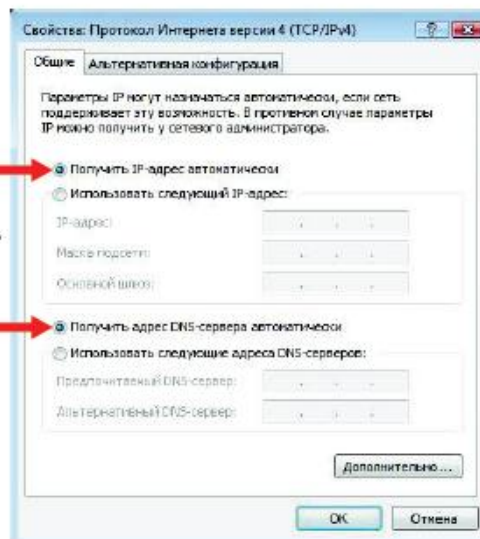 Свойства: Протокол Интернета версии 4 (TCP/IPv4)
Общие Альтернативная конфигурация
Параметры IP могут назначаться автоматически, если сеть
поддерживает эту возможность. В противном случае параметры
IP можно получить у сетевого администратора.
Получить IP-адрес автоматически
Использовать следующий IP-адрес:
IP-адрес:
Маска подсети:
Основной шлюз:
Получить адрес DNS-сервера автоматически
Использовать следующие адреса DNS-серверов:
Предпочитаемый DNS-сервер:
Альтернативный DNS-сервер:
Дополнительно...
ОК Отмена